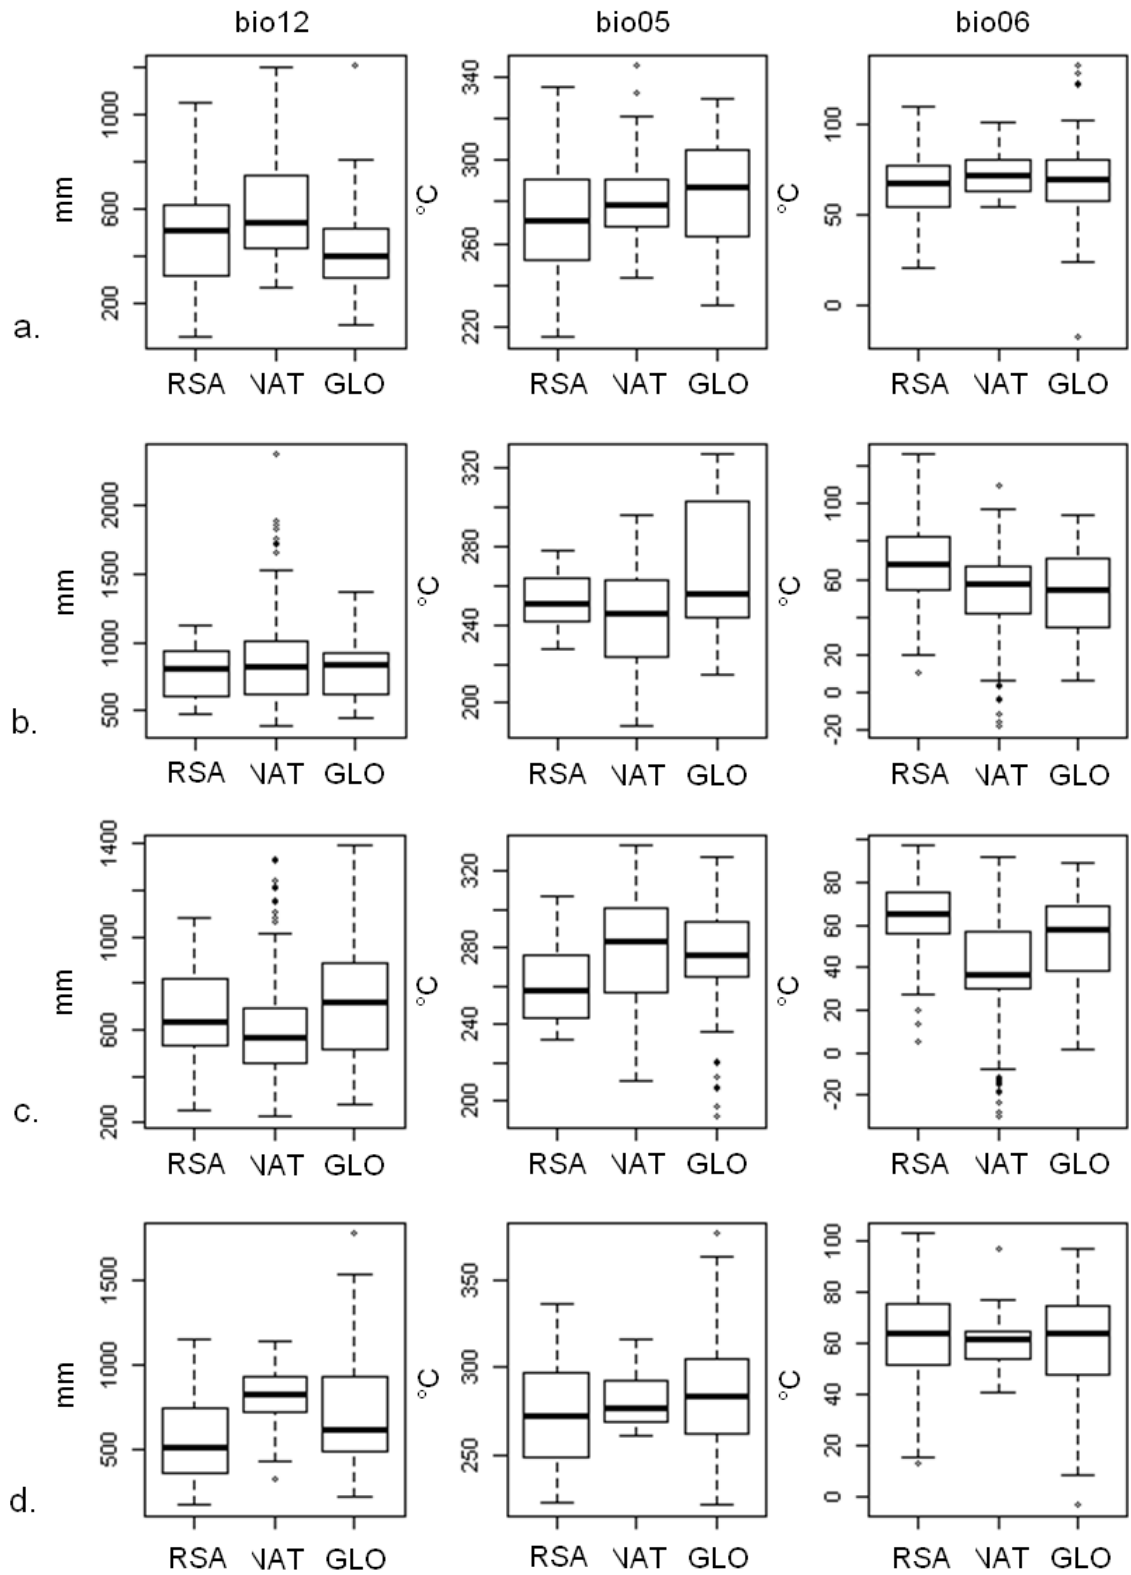 bio12 bio05 bio06
a.
mm
200 600 1000
RSA NAT GLO
°C
220 260 300 340
RSA NAT GLO
°C
0 50 100
RSA NAT GLO
b.
mm
500 1000 1500 2000
RSA NAT GLO
°C
200 240 280 320
RSA NAT GLO
°C
-20 0 20 60 100
RSA NAT GLO
c.
mm
200 600 1000 1400
RSA NAT GLO
°C
200 240 280 320
RSA NAT GLO
°C
-20 0 20 40 60 80
RSA NAT GLO
d.
mm
500 1000 1500
RSA NAT GLO
°C
250 300 350
RSA NAT GLO
°C
0 20 40 60 80 100
RSA NAT GLO